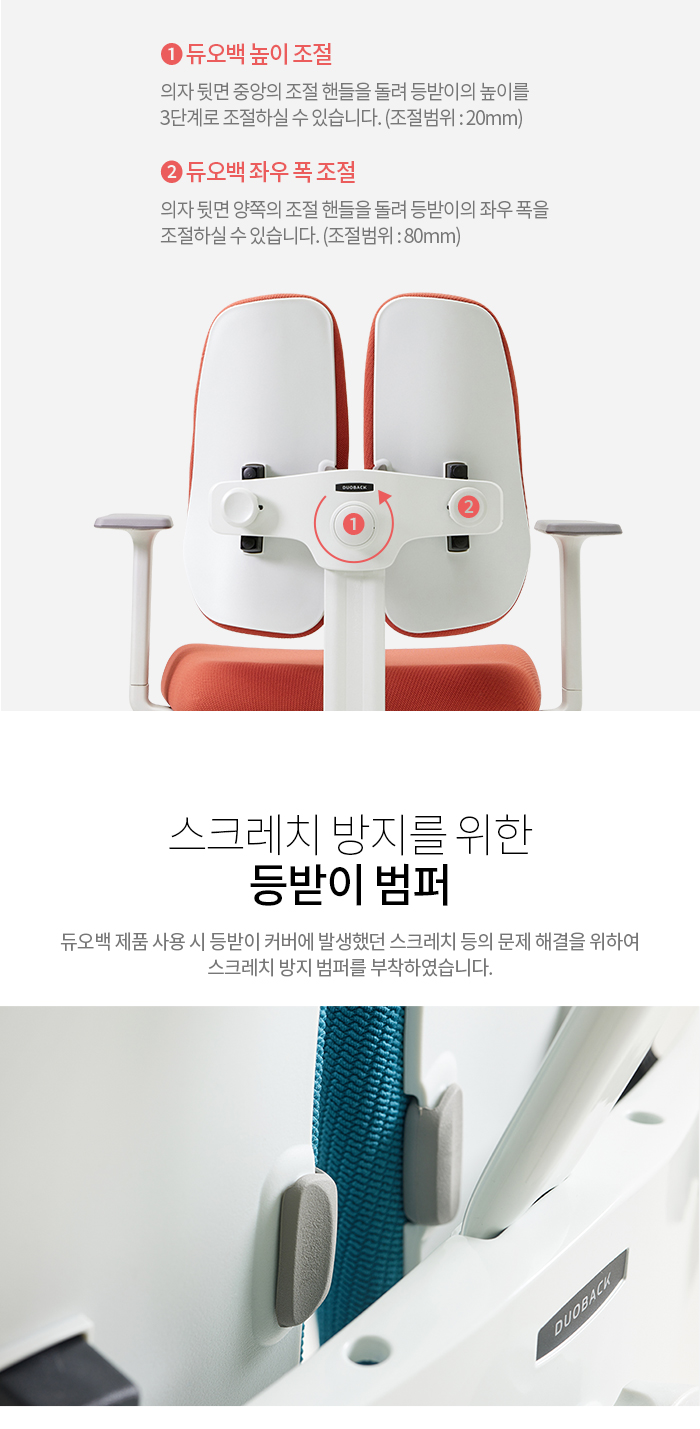 1 듀오백 높이 조절
의자 뒷면 중앙의 조절 핸들을 돌려 등받이의 높이를
3단계로 조절하실 수 있습니다. (조절범위 : 20mm)
2 듀오백 좌우 폭 조절
의자 뒷면 양쪽의 조절 핸들을 돌려 등받이의 좌우 폭을
조절하실 수 있습니다. (조절범위 : 80mm)
DUOBACK
1
2
스크레치 방지를 위한
등받이 범퍼
듀오백 제품 사용 시 등받이 커버에 발생했던 스크레치 등의 문제 해결을 위하여
스크레치 방지 범퍼를 부착하였습니다.
DUOBACK